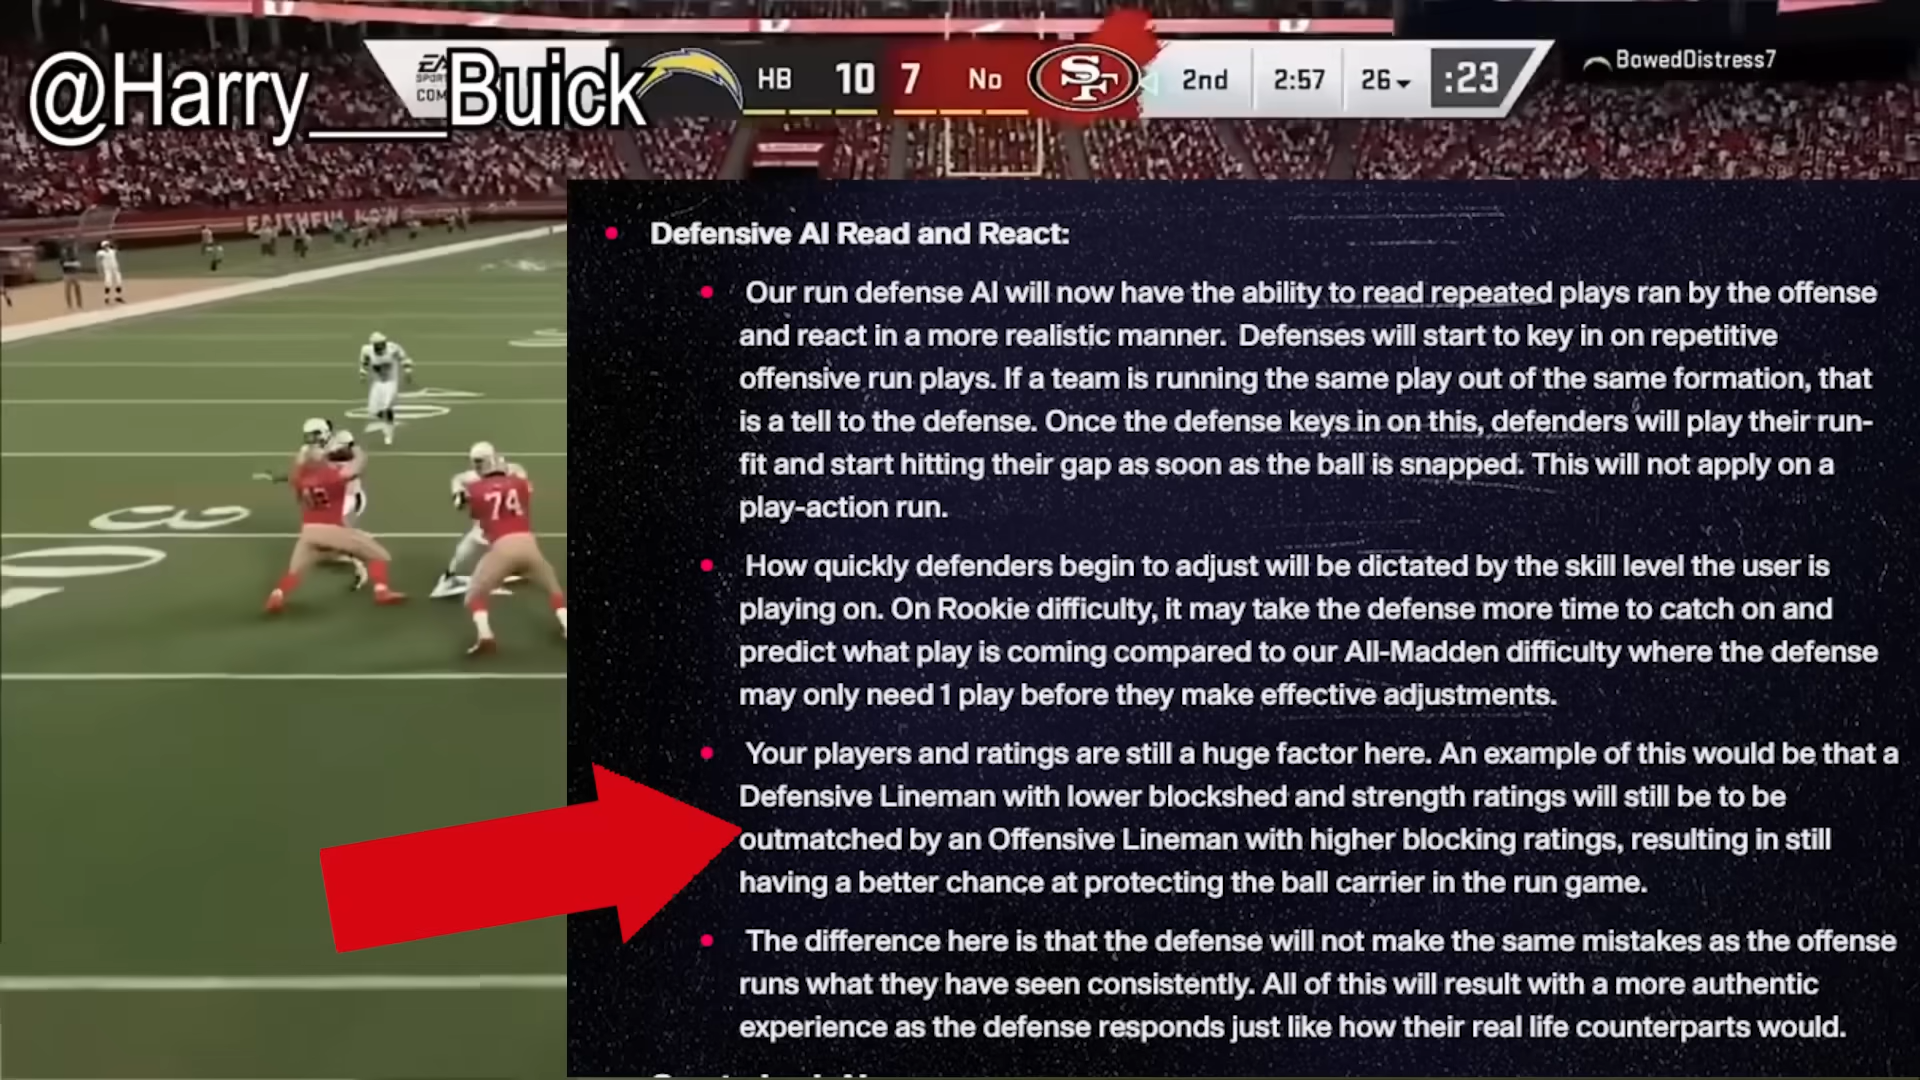 @Harry___Buick
EA
SPORTS
COM
HB 10 7 No SF 2nd 2:57 26 :23
BowedDistress7
• Defensive AI Read and React:
• Our run defense AI will now have the ability to read repeated plays ran by the offense
and react in a more realistic manner. Defenses will start to key in on repetitive
offensive run plays. If a team is running the same play out of the same formation, that
is a tell to the defense. Once the defense keys in on this, defenders will play their run-
fit and start hitting their gap as soon as the ball is snapped. This will not apply on a
play-action run.
• How quickly defenders begin to adjust will be dictated by the skill level the user is
playing on. On Rookie difficulty, it may take the defense more time to catch on and
predict what play is coming compared to our All-Madden difficulty where the defense
may only need 1 play before they make effective adjustments.
• Your players and ratings are still a huge factor here. An example of this would be that a
Defensive Lineman with lower blockshed and strength ratings will still be to be
outmatched by an Offensive Lineman with higher blocking ratings, resulting in still
having a better chance at protecting the ball carrier in the run game.
• The difference here is that the defense will not make the same mistakes as the offense
runs what they have seen consistently. All of this will result with a more authentic
experience as the defense responds just like how their real life counterparts would.
FAITHFUL NOW
74